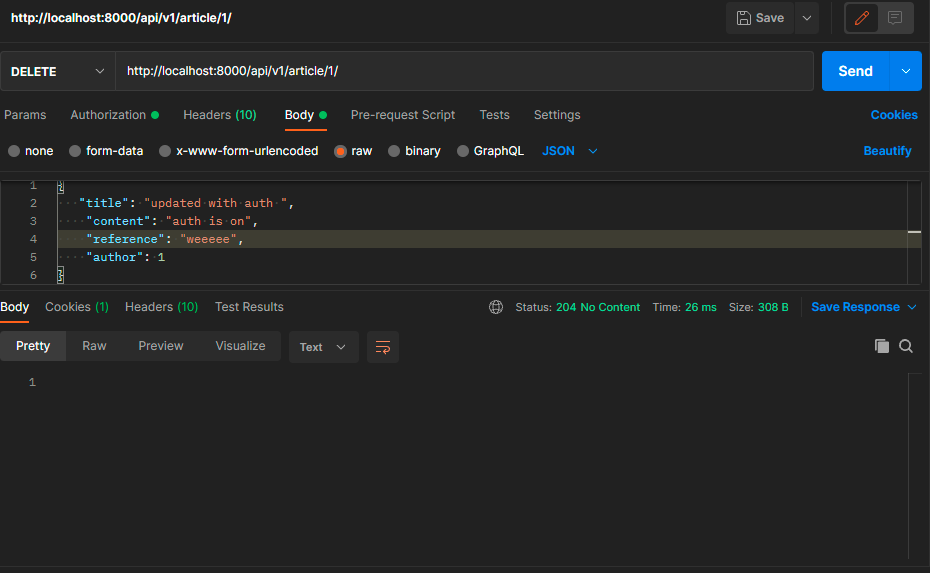 http://localhost:8000/api/v1/article/1/ Save
DELETE http://localhost:8000/api/v1/article/1/ Send
Params Authorization Headers (10) Body Pre-request Script Tests Settings Cookies
none form-data x-www-form-urlencoded raw binary GraphQL JSON Beautify
1 {
2 "title": "updated with auth ",
3 "content": "auth is on",
4 "reference": "weeeee",
5 "author": 1
6 }
Body Cookies (1) Headers (10) Test Results Status: 204 No Content Time: 26 ms Size: 308 B Save Response
Pretty Raw Preview Visualize Text
1